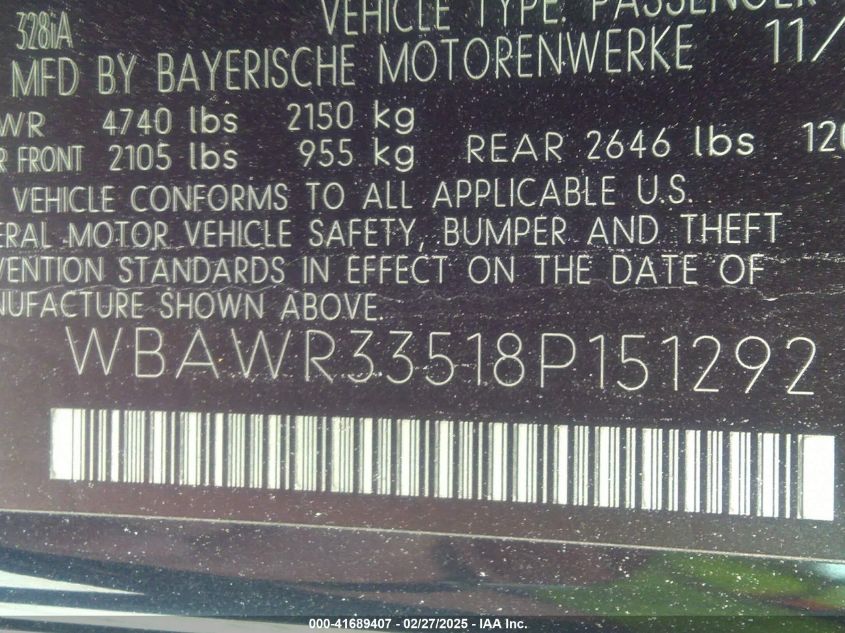 328iA VEHICLE TYPE: PASSENGER
MFD BY BAYERISCHE MOTORENWERKE 11/
WR 4740 lbs 2150 kg
R FRONT 2105 lbs 955 kg REAR 2646 lbs 120
VEHICLE CONFORMS TO ALL APPLICABLE U.S.
ERAL MOTOR VEHICLE SAFETY, BUMPER AND THEFT
VENTION STANDARDS IN EFFECT ON THE DATE OF
NUFACTURE SHOWN ABOVE.
WBAWR33518P151292
000-41689407 - 02/27/2025 - IAA Inc.